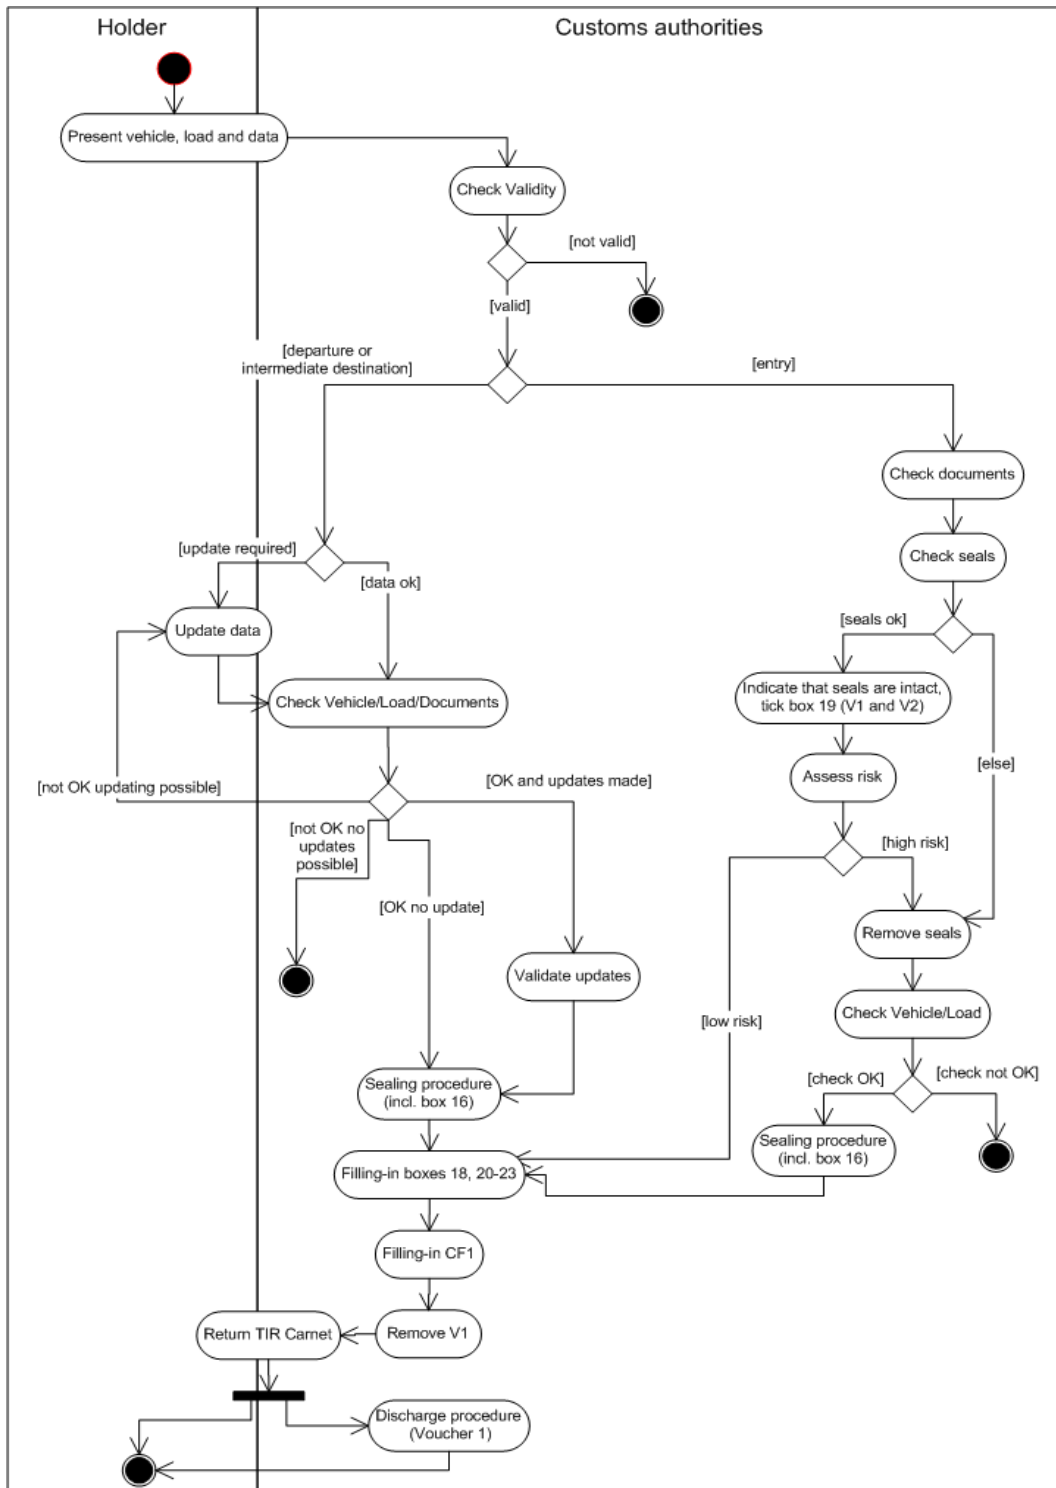 Holder
Customs authorities
Present vehicle, load and data
Check Validity
[not valid]
[valid]
[departure or
intermediate destination]
[entry]
Check documents
[update required]
[data ok]
Check seals
Update data
[seals ok]
Check Vehicle/Load/Documents
Indicate that seals are intact,
tick box 19 (V1 and V2)
[else]
[not OK updating possible]
[OK and updates made]
Assess risk
[not OK no
updates
possible]
[high risk]
[OK no update]
Remove seals
Validate updates
[low risk]
Check Vehicle/Load
[check OK]
[check not OK]
Sealing procedure
(incl. box 16)
Sealing procedure
(incl. box 16)
Filling-in boxes 18, 20-23
Filling-in CF1
Return TIR Carnet
Remove V1
Discharge procedure
(Voucher 1)